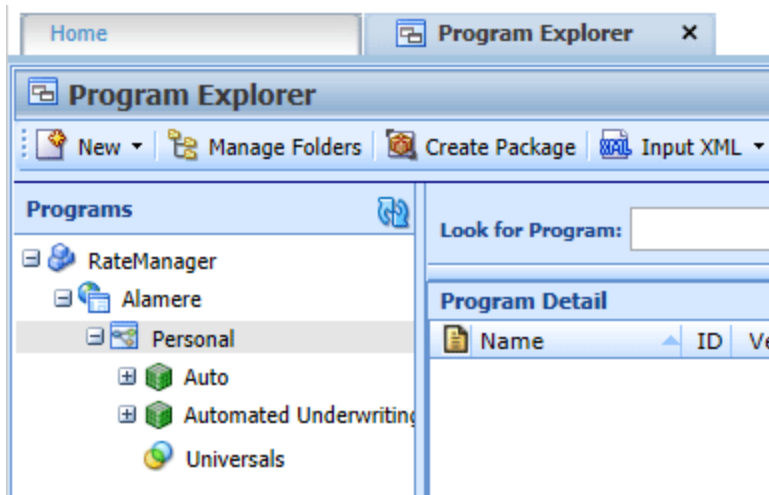 Home
Program Explorer
Program Explorer
New
Manage Folders
Create Package
Input XML
Programs
Look for Program:
RateManager
Alamere
Program Detail
Personal
Name
ID
Auto
Automated Underwriting
Universals